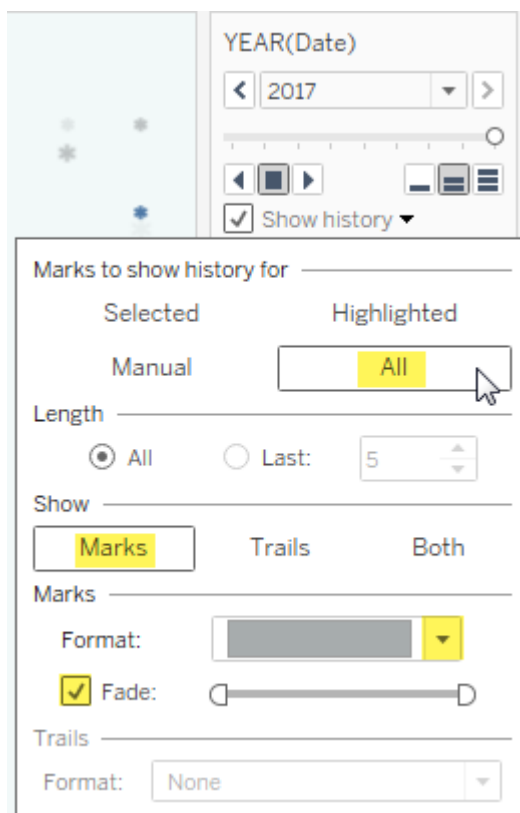 YEAR(Date)
2017
Show history
Marks to show history for
Selected Highlighted
Manual All
Length
All Last: 5
Show
Marks Trails Both
Marks
Format:
Fade:
Trails
Format: None